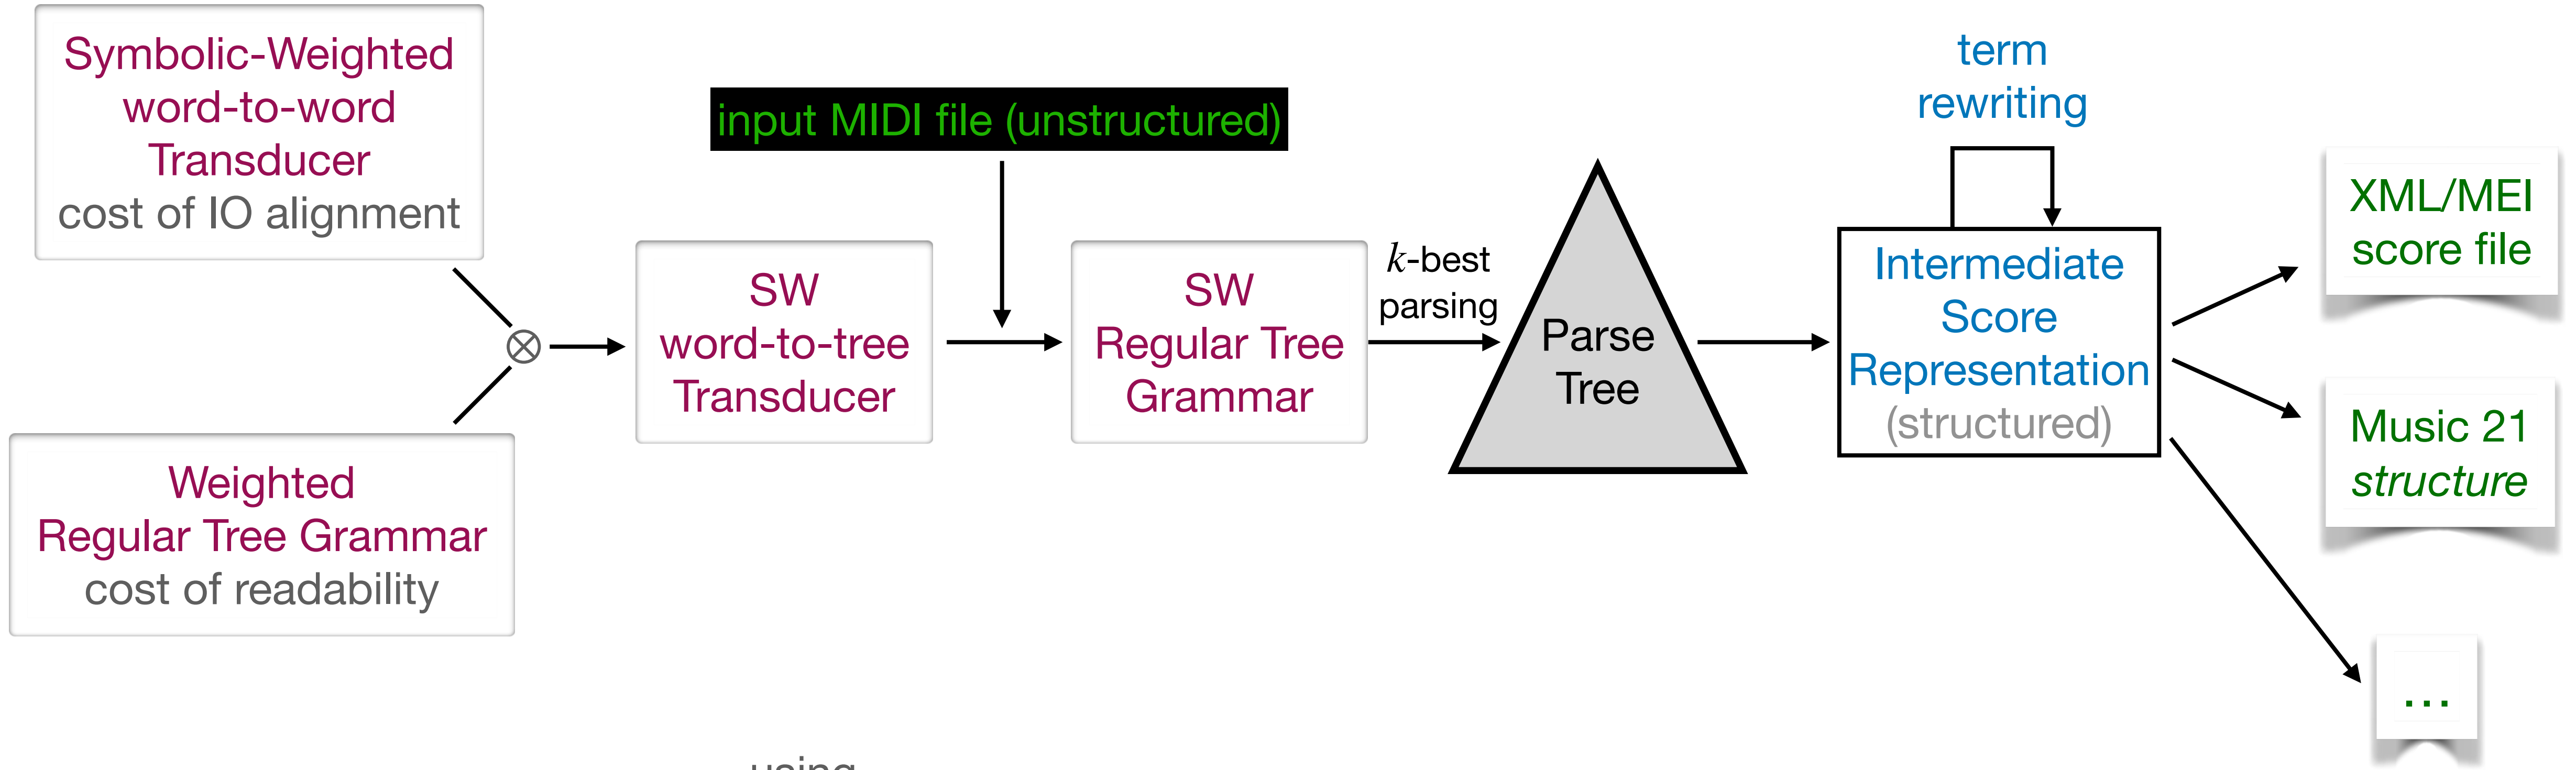 Symbolic-Weighted
word-to-word
Transducer
cost of IO alignment
Weighted
Regular Tree Grammar
cost of readability
⊗
SW
word-to-tree
Transducer
input MIDI file (unstructured)
SW
Regular Tree
Grammar
k-best
parsing
Parse
Tree
term
rewriting
Intermediate
Score
Representation
(structured)
XML/MEI
score file
Music 21
structure
...
using